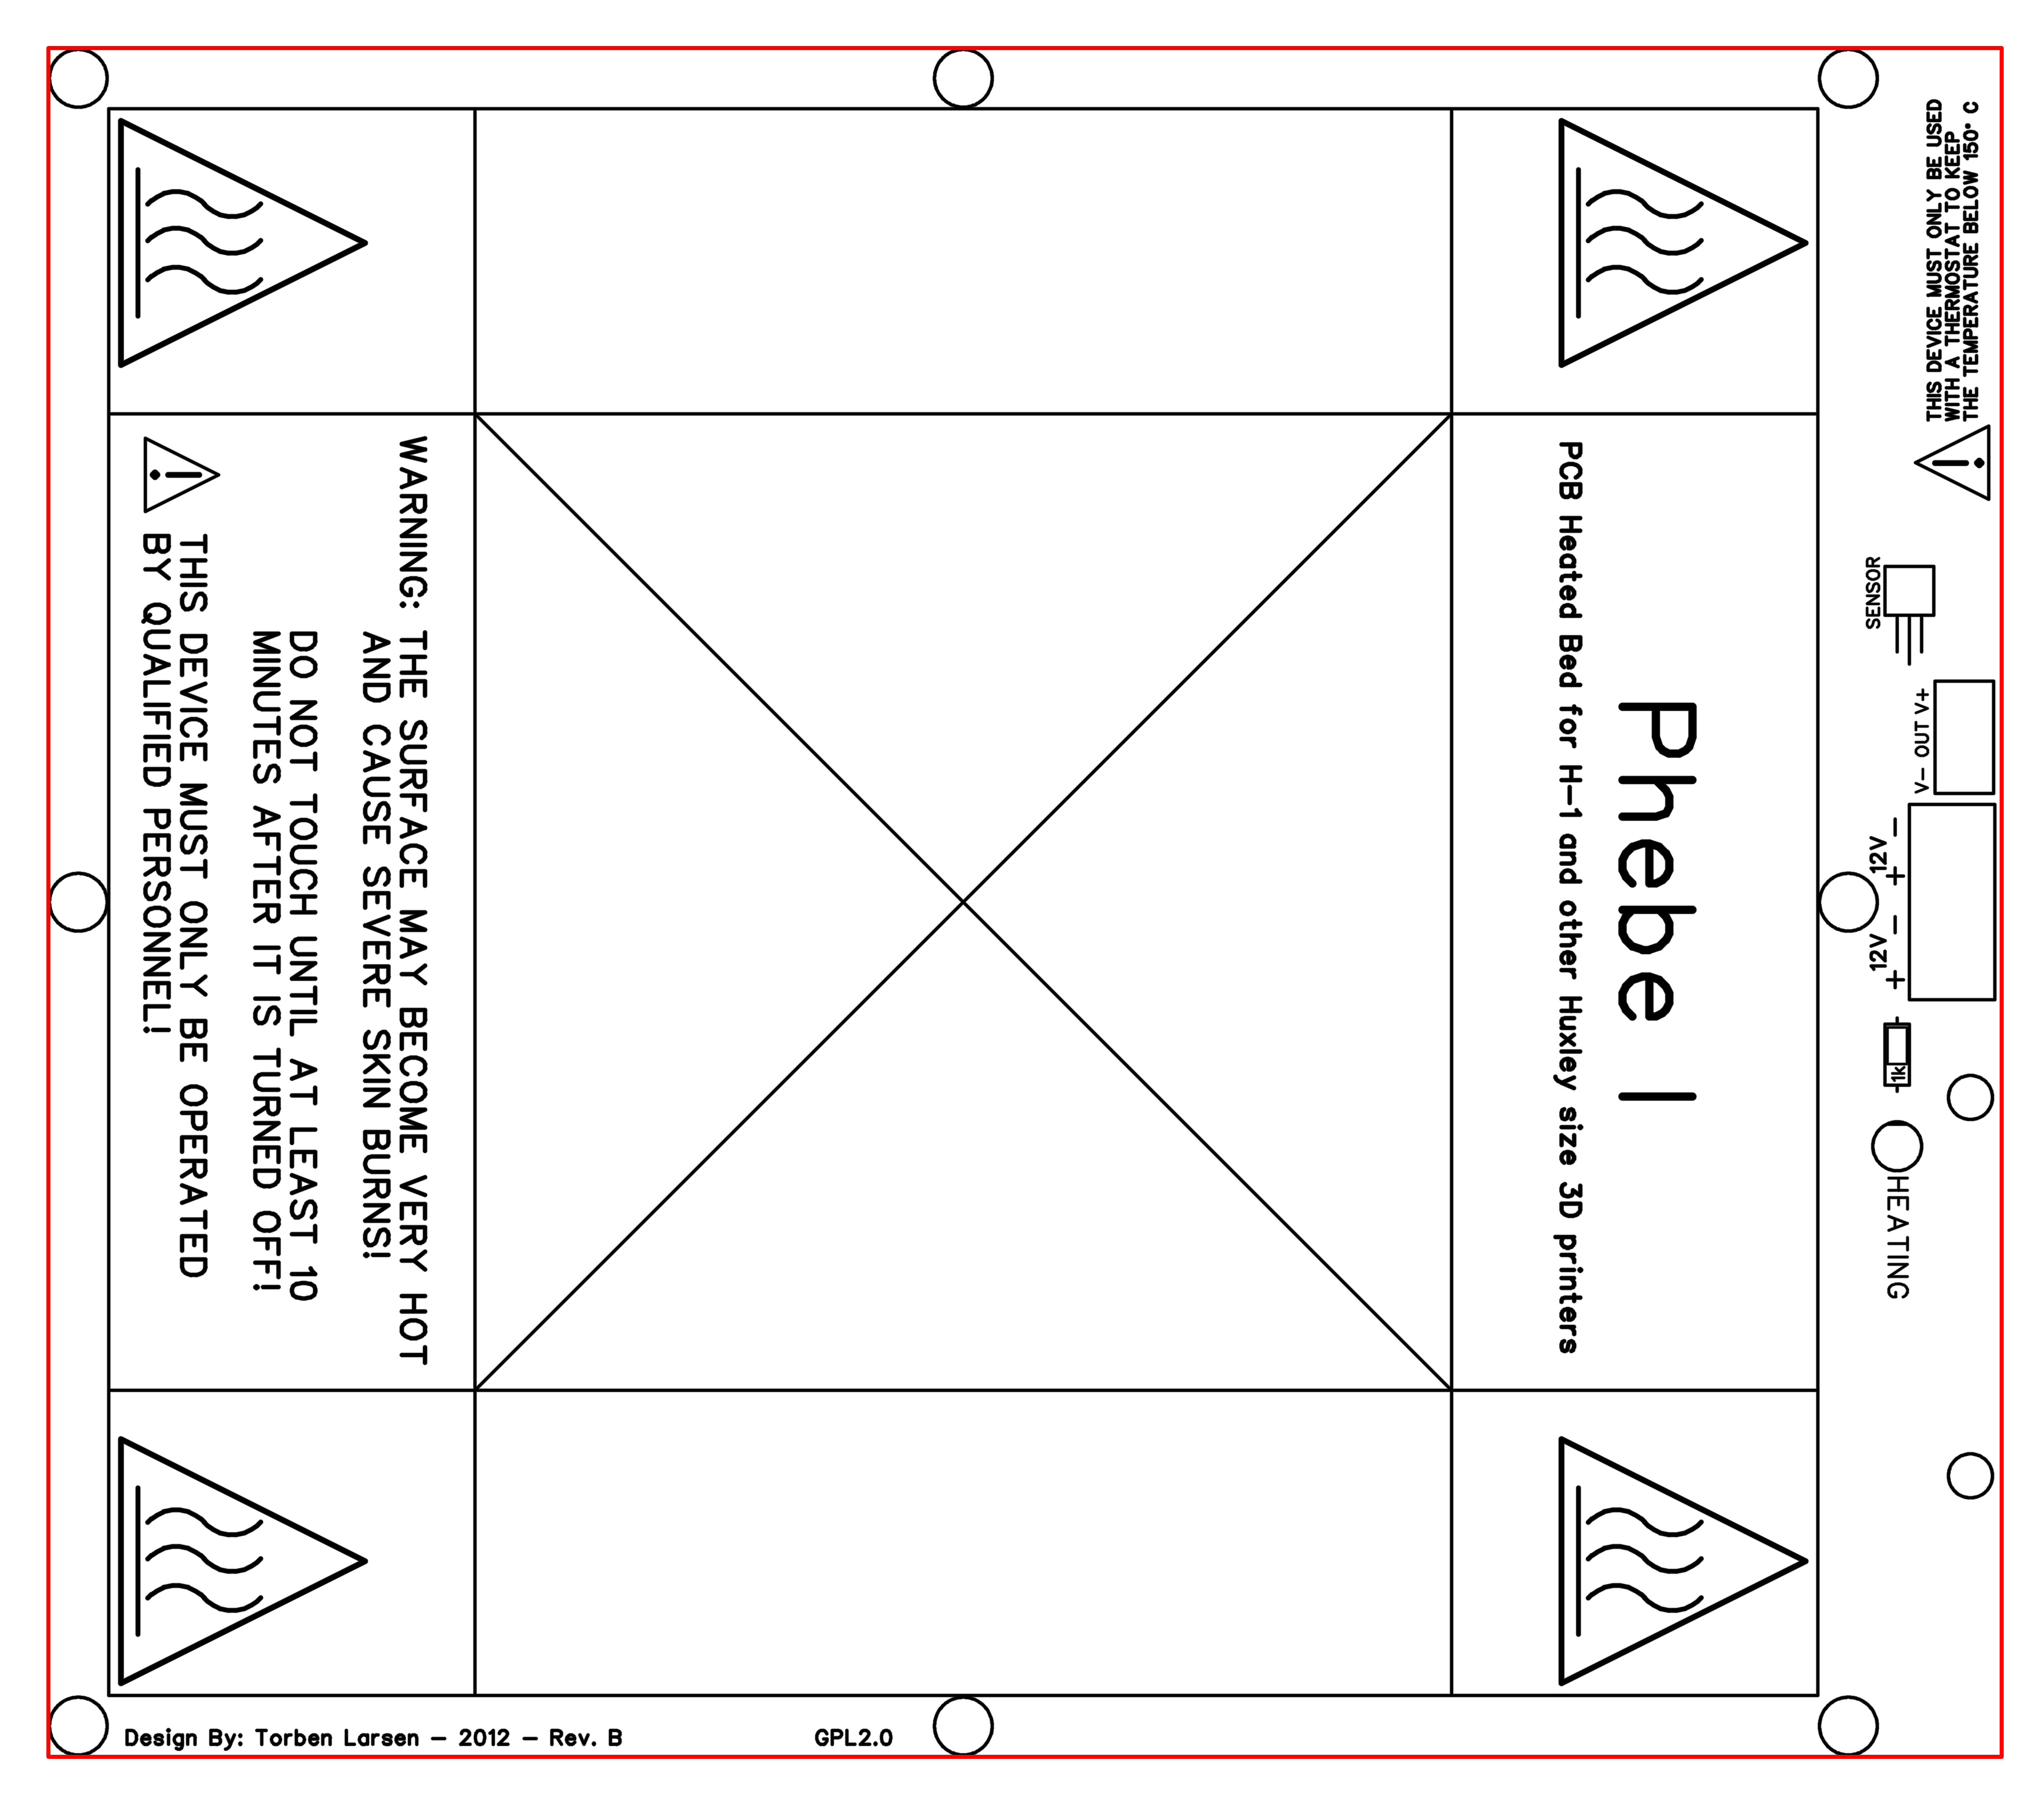 THIS DEVICE MUST ONLY BE USED
WITH A THERMOSTAT TO KEEP
THE TEMPERATURE BELOW 150° C
SENSOR
V- OUT V+
12V
- +
12V
- +
1k
HEATING
Phebe I
PCB Heated Bed for H-1 and other Huxley size 3D printers
WARNING: THE SURFACE MAY BECOME VERY HOT
AND CAUSE SEVERE SKIN BURNS!
DO NOT TOUCH UNTIL AT LEAST 10
MINUTES AFTER IT IS TURNED OFF!
THIS DEVICE MUST ONLY BE OPERATED
BY QUALIFIED PERSONNEL!
Design By: Torben Larsen - 2012 - Rev. B
GPL2.0